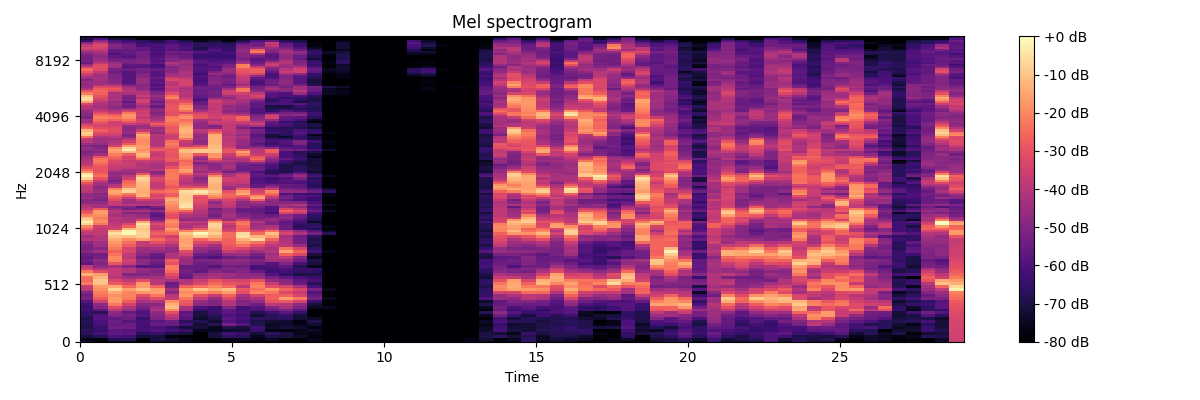 Mel spectrogram
Hz
8192
4096
2048
1024
512
0
0 5 10 15 20 25
Time
+0 dB
-10 dB
-20 dB
-30 dB
-40 dB
-50 dB
-60 dB
-70 dB
-80 dB